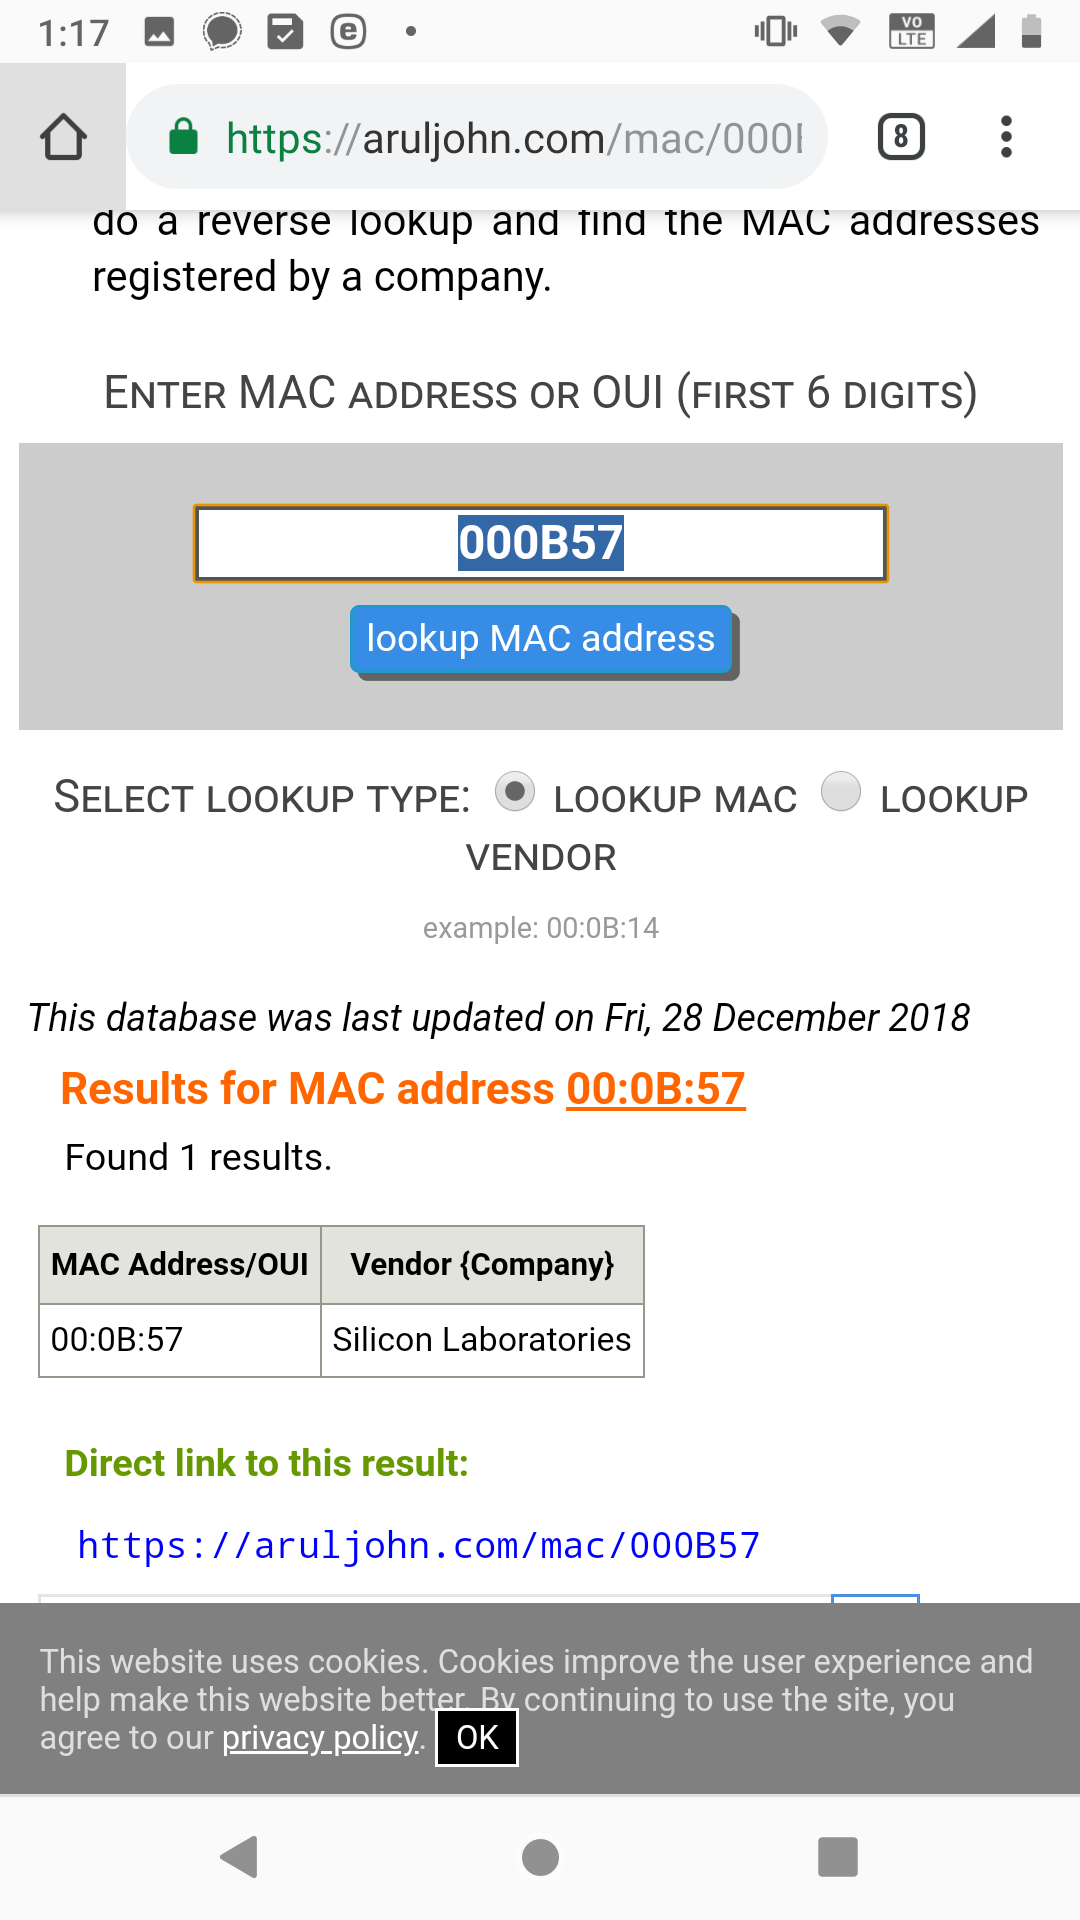 1:17
VO
LTE
https://aruljohn.com/mac/000
8
do a reverse lookup and find the MAC addresses
registered by a company.
ENTER MAC ADDRESS OR OUI (FIRST 6 DIGITS)
000B57
lookup MAC address
SELECT LOOKUP TYPE: LOOKUP MAC LOOKUP
VENDOR
example: 00:0B:14
This database was last updated on Fri, 28 December 2018
Results for MAC address 00:0B:57
Found 1 results.
MAC Address/OUI Vendor {Company}
00:0B:57 Silicon Laboratories
Direct link to this result:
https://aruljohn.com/mac/000B57
This website uses cookies. Cookies improve the user experience and
help make this website better. By continuing to use the site, you
agree to our privacy policy. OK